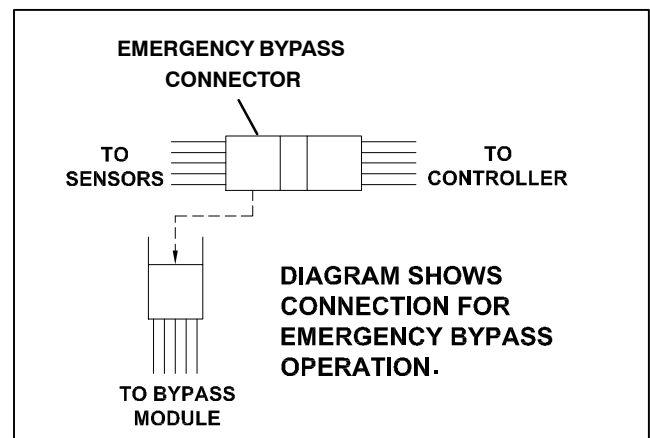 EMERGENCY BYPASS
CONNECTOR
TO
SENSORS
TO
CONTROLLER
DIAGRAM SHOWS
CONNECTION FOR
EMERGENCY BYPASS
OPERATION.
TO BYPASS
MODULE